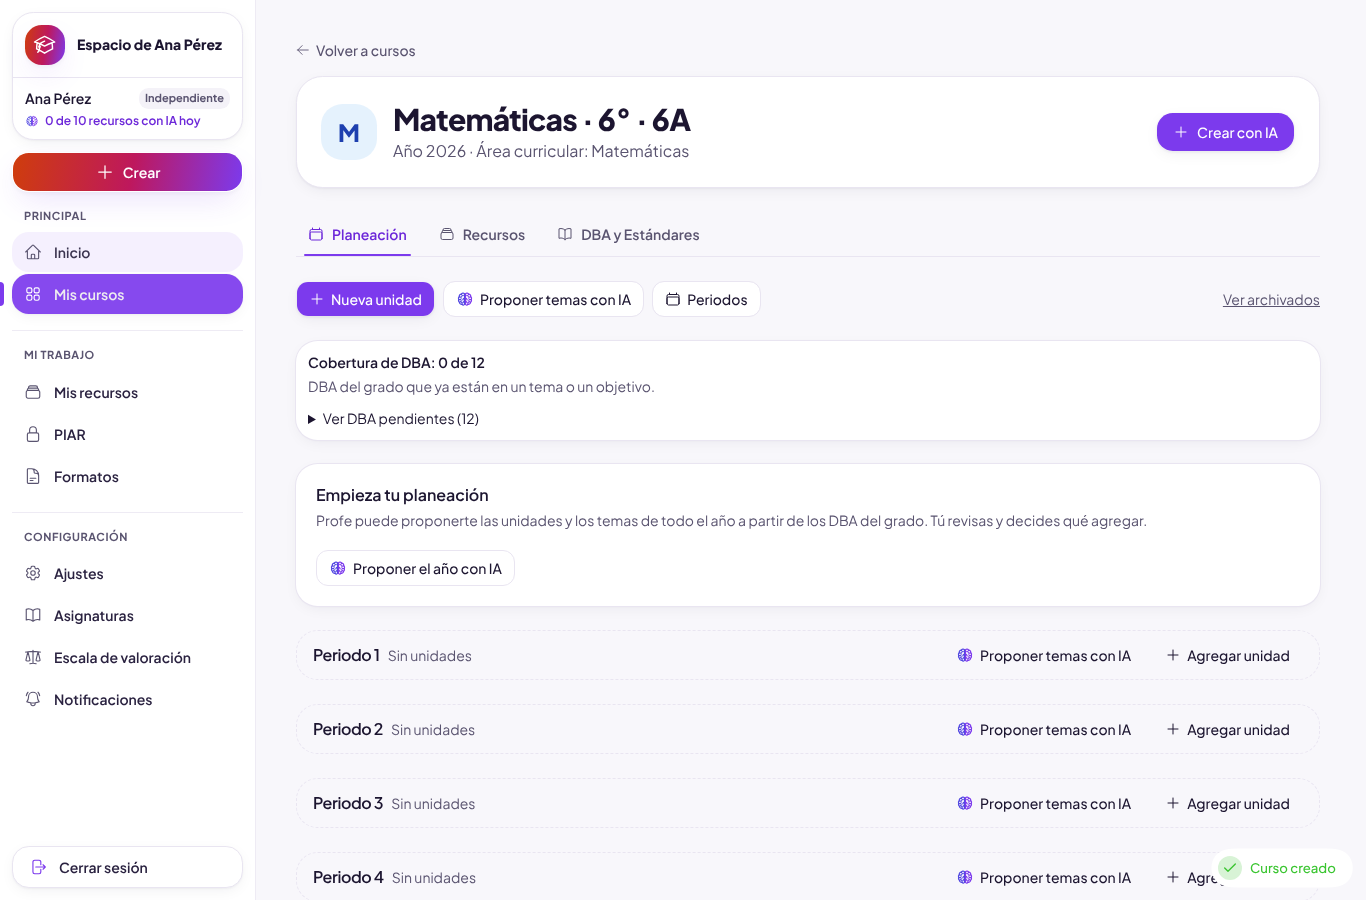 Espacio de Ana Pérez
Ana Pérez
Independiente
0 de 10 recursos con IA hoy
Crear
PRINCIPAL
Inicio
Mis cursos
MI TRABAJO
Mis recursos
PIAR
Formatos
CONFIGURACIÓN
Ajustes
Asignaturas
Escala de valoración
Notificaciones
Cerrar sesión
Volver a cursos
M
Matemáticas · 6° · 6A
Año 2026 · Área curricular: Matemáticas
Crear con IA
Planeación
Recursos
DBA y Estándares
Nueva unidad
Proponer temas con IA
Periodos
Ver archivados
Cobertura de DBA: 0 de 12
DBA del grado que ya están en un tema o un objetivo.
Ver DBA pendientes (12)
Empieza tu planeación
Profe puede proponerte las unidades y los temas de todo el año a partir de los DBA del grado. Tú revisas y decides qué agregar.
Proponer el año con IA
Periodo 1 Sin unidades
Proponer temas con IA
Agregar unidad
Periodo 2 Sin unidades
Proponer temas con IA
Agregar unidad
Periodo 3 Sin unidades
Proponer temas con IA
Agregar unidad
Periodo 4 Sin unidades
Proponer temas con IA
Curso creado